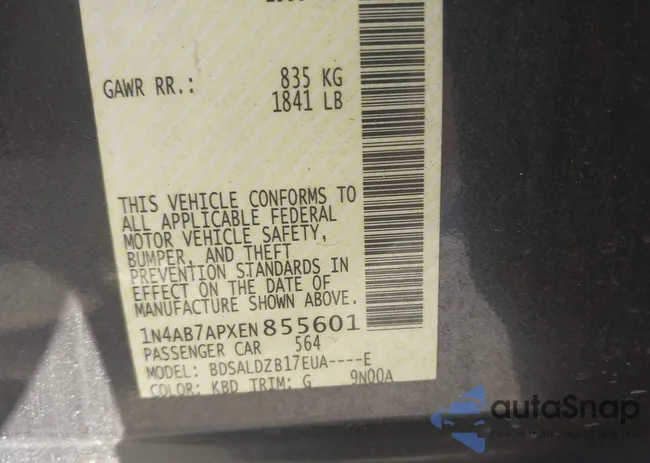 GAWR RR.: 835 KG
1841 LB
THIS VEHICLE CONFORMS TO
ALL APPLICABLE FEDERAL
MOTOR VEHICLE SAFETY,
BUMPER, AND THEFT
PREVENTION STANDARDS IN
EFFECT ON THE DATE OF
MANUFACTURE SHOWN ABOVE.
1N4AB7APXEN855601
PASSENGER CAR 564
MODEL: BDSALDZB17EUA----E
COLOR: KBD TRIM: G 9N00A
autaSnap